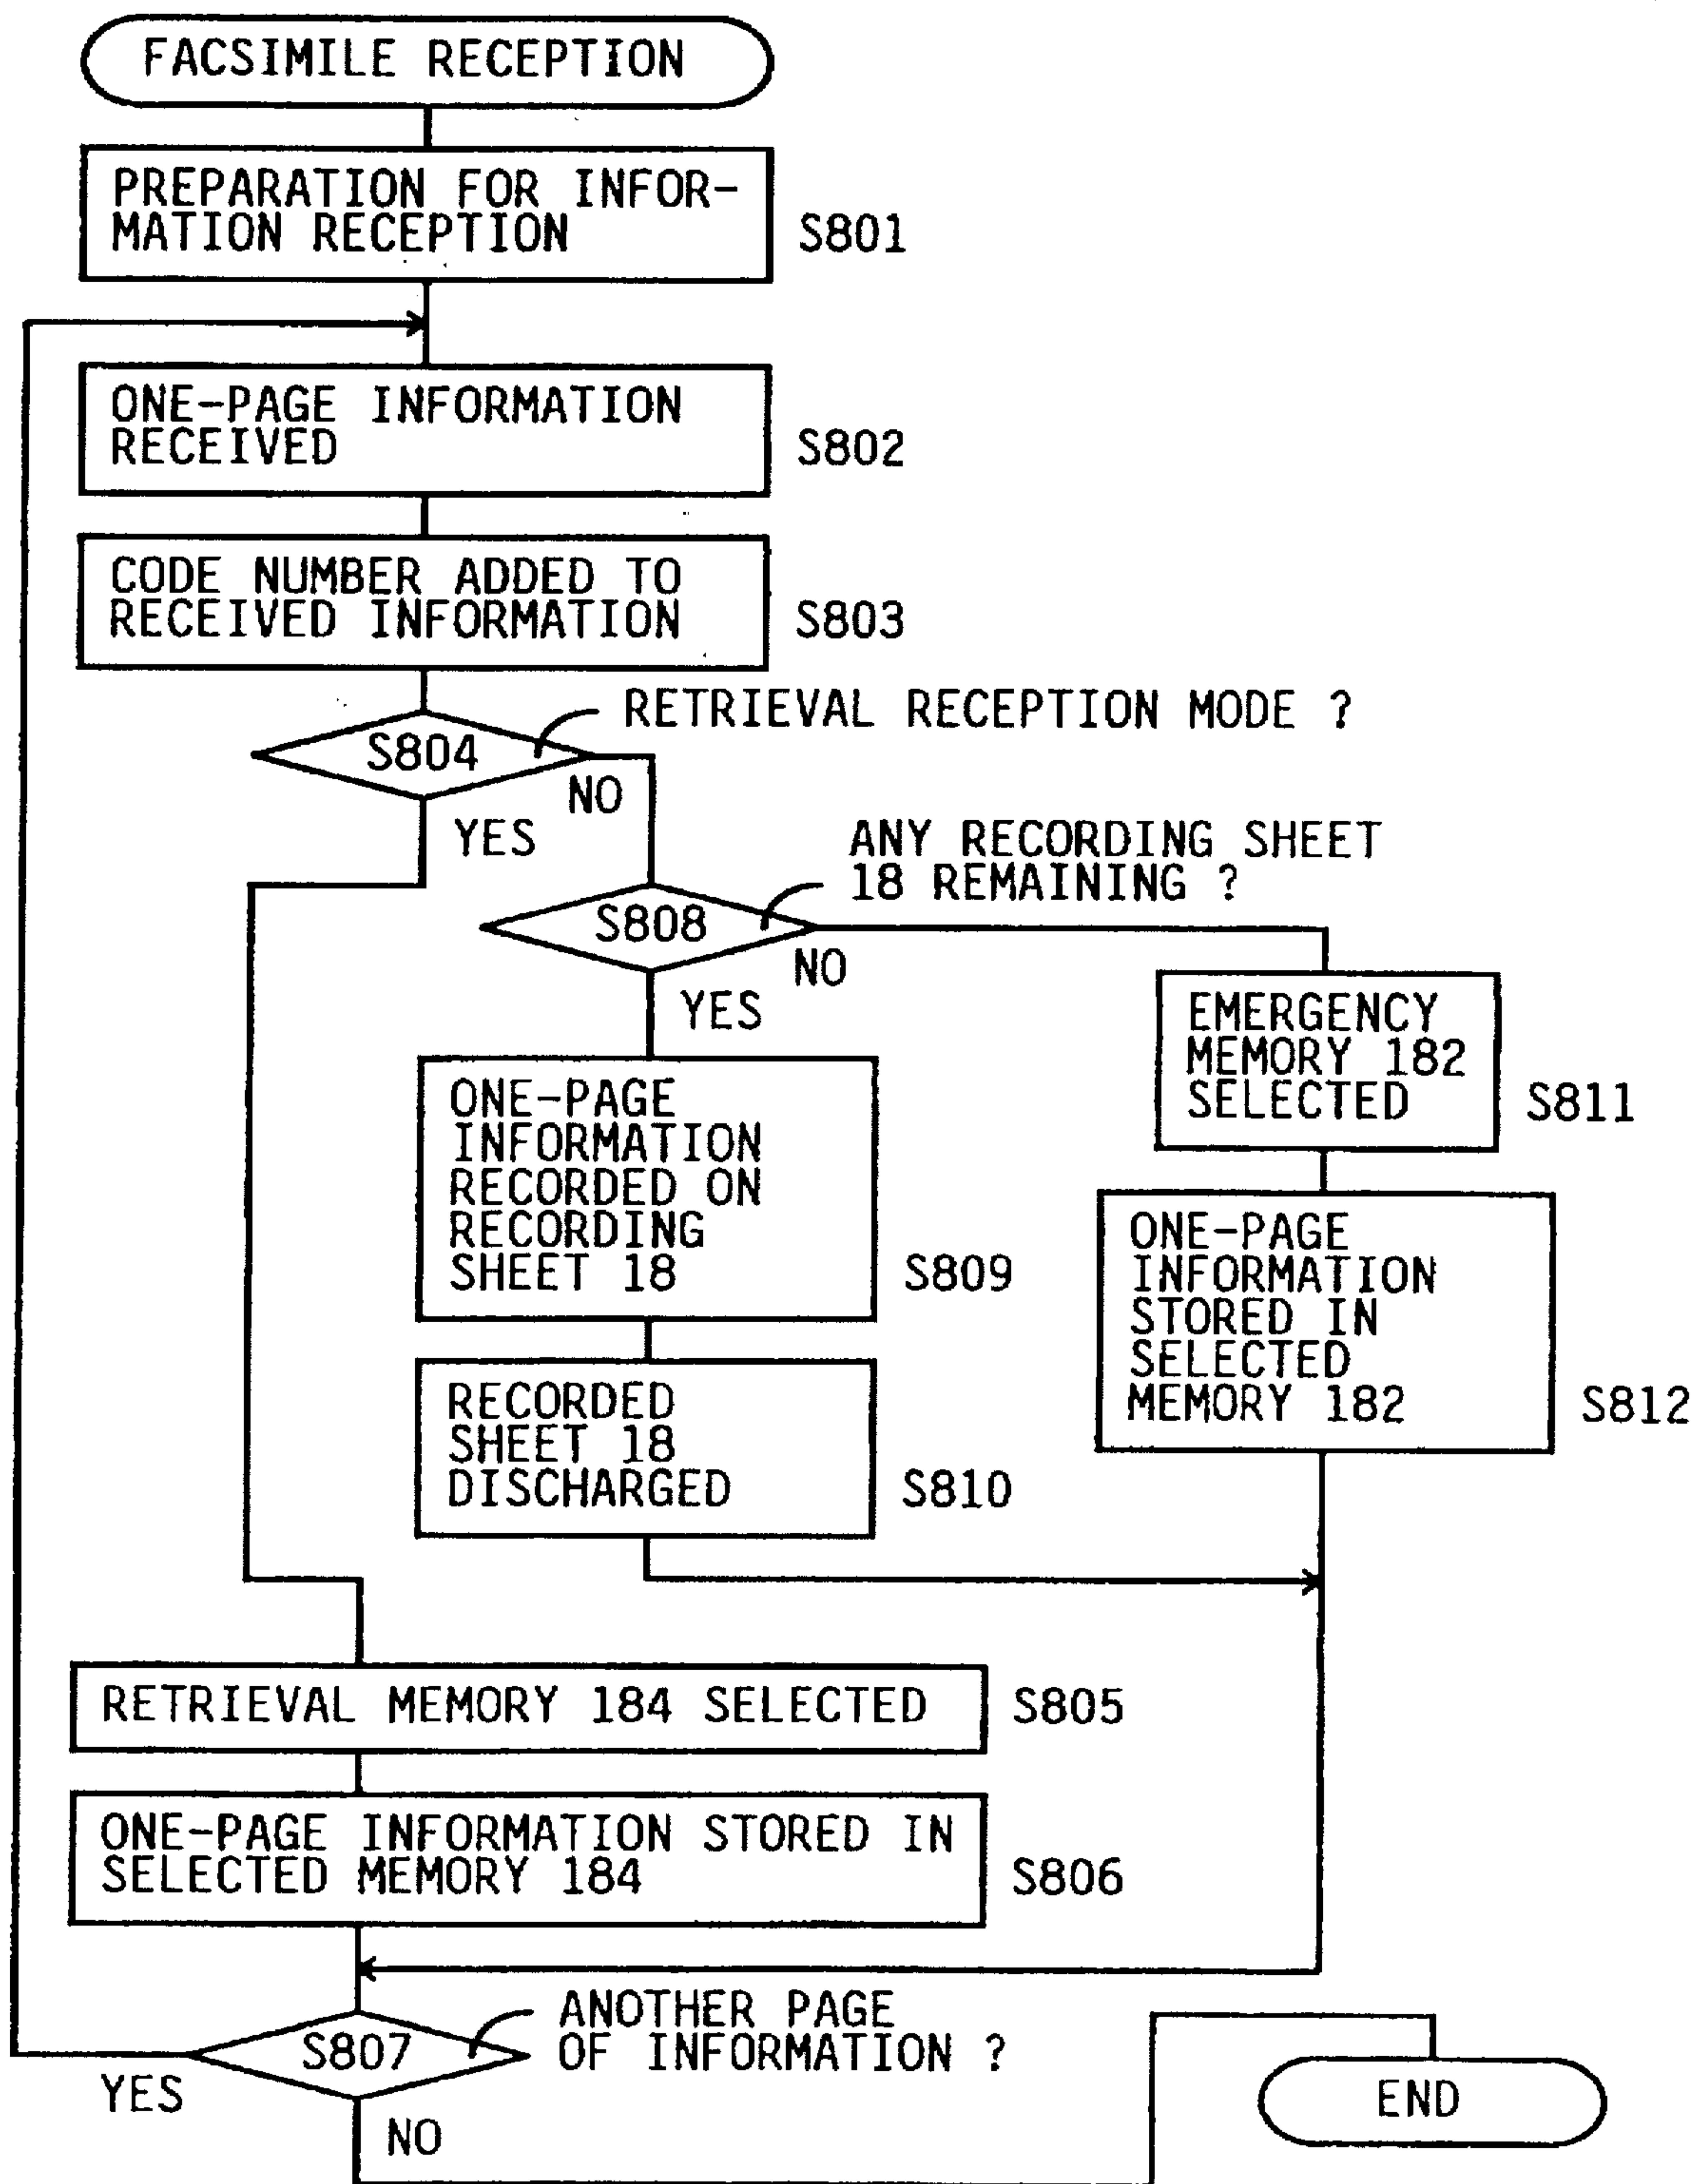 FACSIMILE RECEPTION
PREPARATION FOR INFOR-
MATION RECEPTION
S801
ONE-PAGE INFORMATION
RECEIVED
S802
CODE NUMBER ADDED TO
RECEIVED INFORMATION
S803
RETRIEVAL RECEPTION MODE ?
S804
NO
YES
ANY RECORDING SHEET
18 REMAINING ?
S808
NO
YES
EMERGENCY
MEMORY 182
SELECTED
S811
ONE-PAGE
INFORMATION
RECORDED ON
RECORDING
SHEET 18
S809
ONE-PAGE
INFORMATION
STORED IN
SELECTED
MEMORY 182
S812
RECORDED
SHEET 18
DISCHARGED
S810
RETRIEVAL MEMORY 184 SELECTED
S805
ONE-PAGE INFORMATION STORED IN
SELECTED MEMORY 184
S806
ANOTHER PAGE
OF INFORMATION ?
S807
YES
NO
END